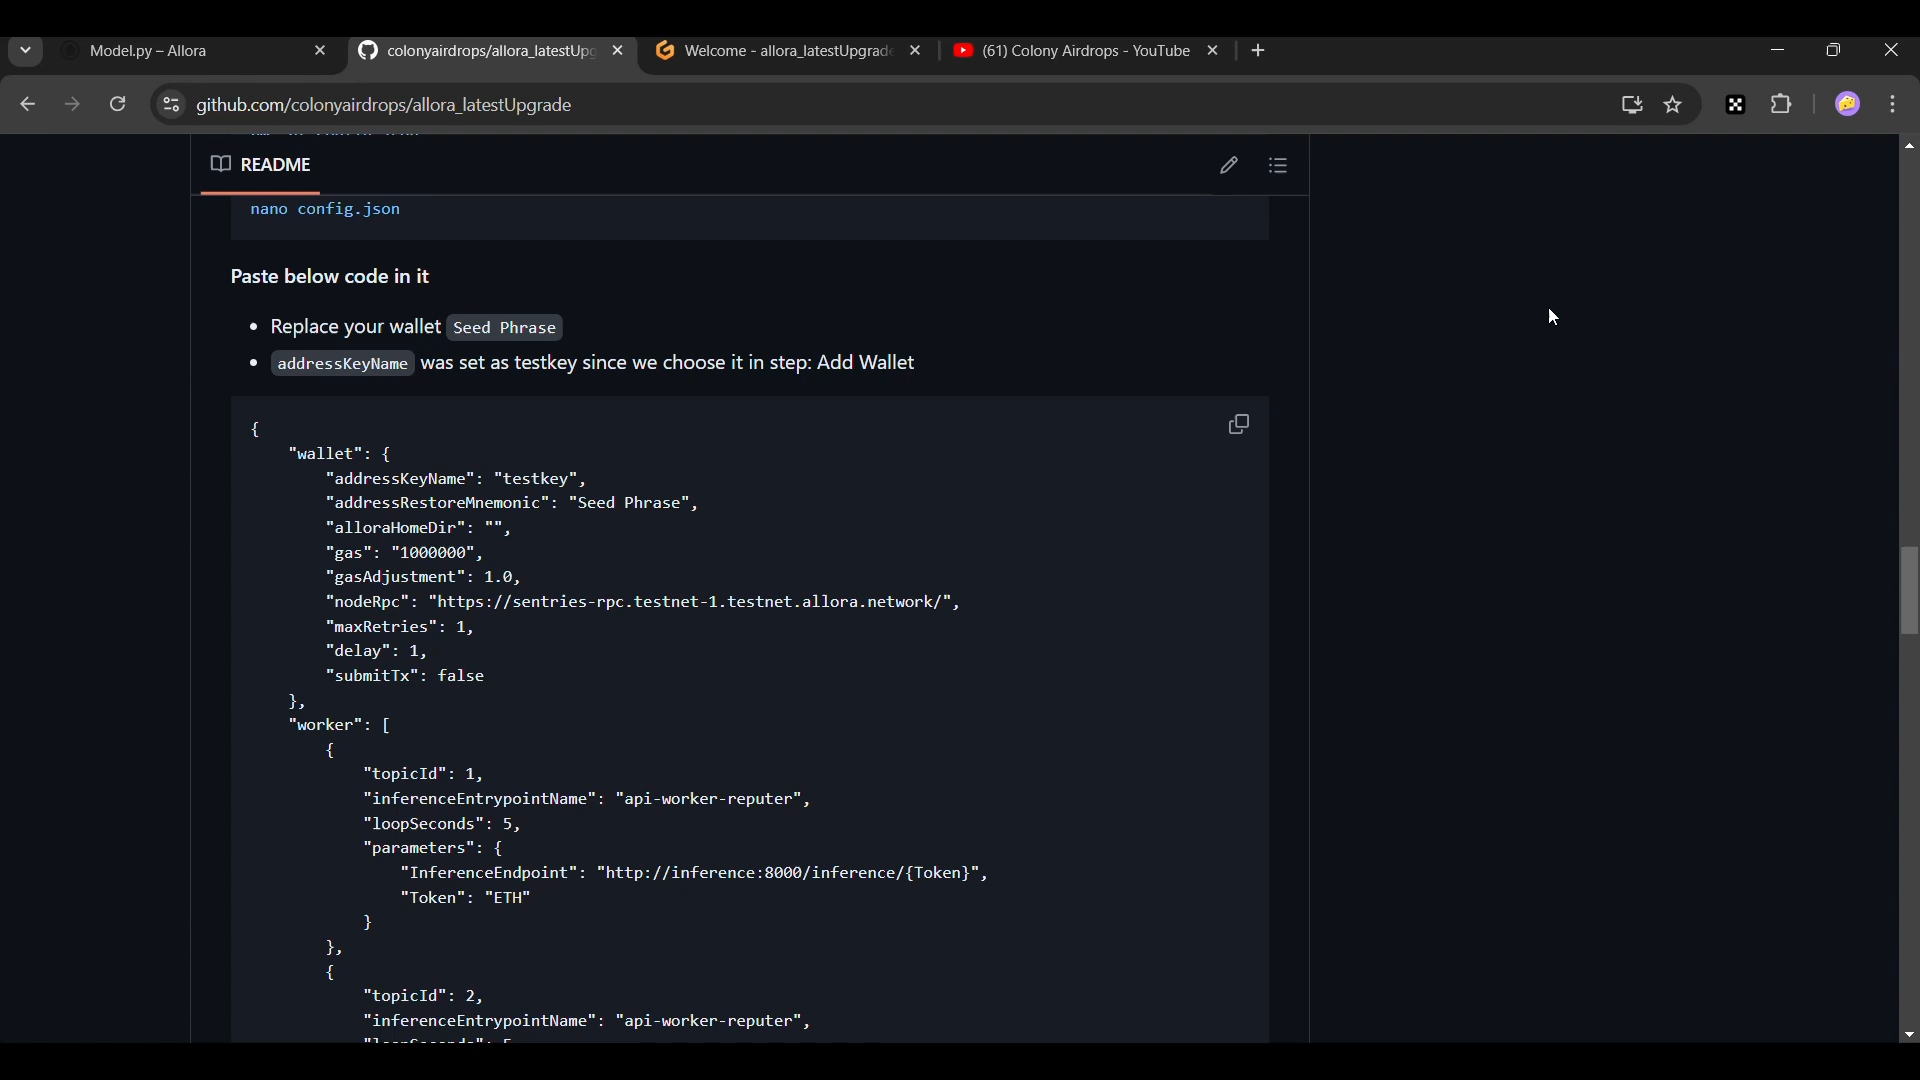 Model.py – Allora
colonyairdrops/allora_latestUpg
Welcome - allora_latestUpgrade
(61) Colony Airdrops - YouTube
github.com/colonyairdrops/allora_latestUpgrade
README
nano config.json
Paste below code in it
Replace your wallet Seed Phrase
addressKeyName was set as testkey since we choose it in step: Add Wallet
{
"wallet": {
"addressKeyName": "testkey",
"addressRestoreMnemonic": "Seed Phrase",
"alloraHomeDir": "",
"gas": "1000000",
"gasAdjustment": 1.0,
"nodeRpc": "https://sentries-rpc.testnet-1.testnet.allora.network/",
"maxRetries": 1,
"delay": 1,
"submitTx": false
},
"worker": [
{
"topicId": 1,
"inferenceEntrypointName": "api-worker-reputer",
"loopSeconds": 5,
"parameters": {
"InferenceEndpoint": "http://inference:8000/inference/{Token}",
"Token": "ETH"
}
},
{
"topicId": 2,
"inferenceEntrypointName": "api-worker-reputer",